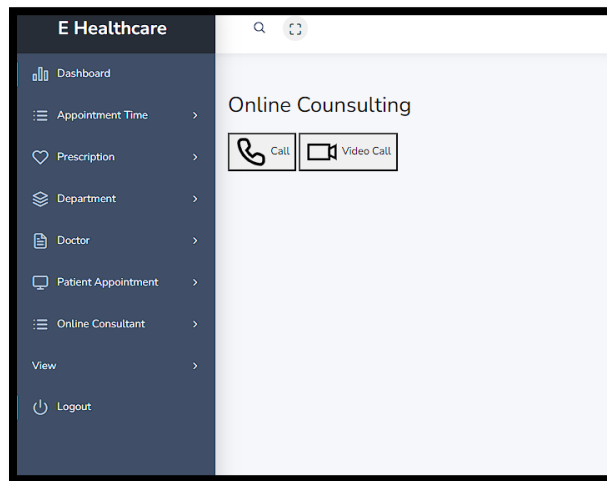 E Healthcare
Dashboard
Appointment Time
Prescription
Department
Doctor
Patient Appointment
Online Consultant
View
Logout
Online Counsulting
Call
Video Call